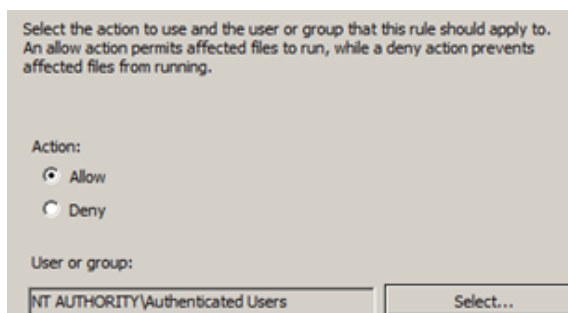 Select the action to use and the user or group that this rule should apply to.
An allow action permits affected files to run, while a deny action prevents
affected files from running.
Action:
Allow
Deny
User or group:
NT AUTHORITY\Authenticated Users
Select...